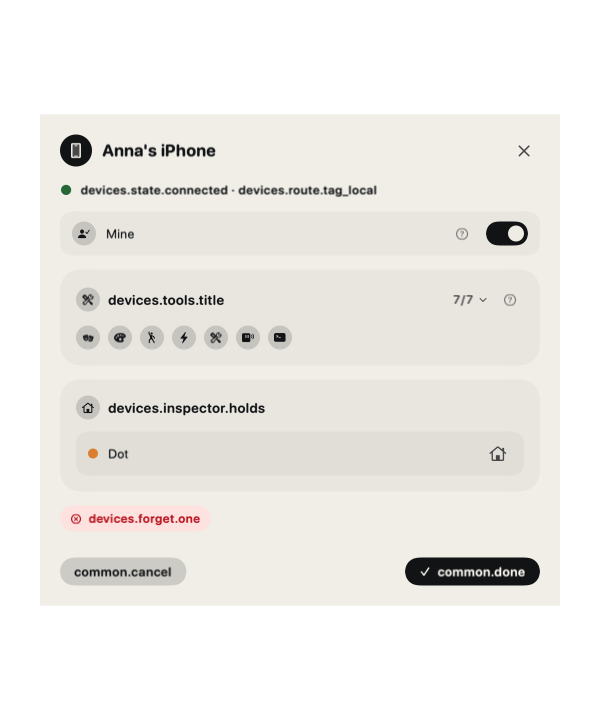 Anna's iPhone
devices.state.connected · devices.route.tag_local
Mine
devices.tools.title 7/7
devices.inspector.holds
Dot
devices.forget.one
common.cancel common.done